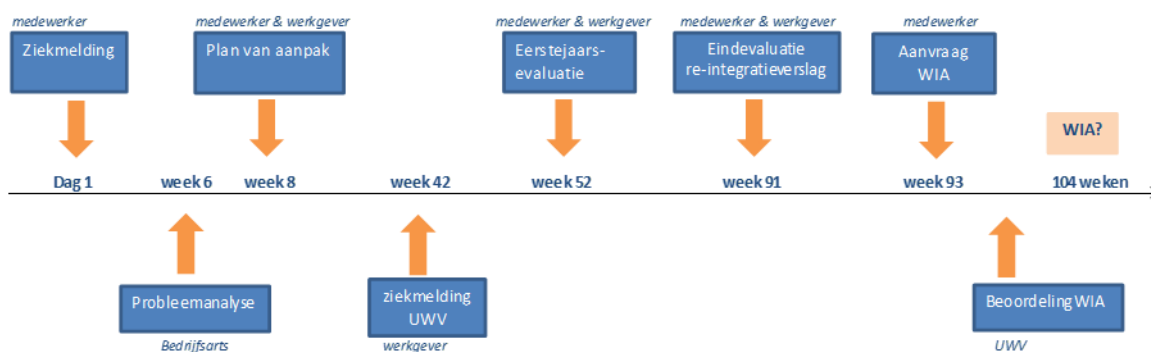 medewerker
Ziekmelding
medewerker & werkgever
Plan van aanpak
medewerker & werkgever
Eerstejaars-
evaluatie
medewerker & werkgever
Eindevaluatie
re-integratieverslag
medewerker
Aanvraag
WIA
WIA?
Dag 1
week 6
week 8
week 42
week 52
week 91
week 93
104 weken
Probleemanalyse
Bedrijfsarts
ziekmelding
UWV
werkgever
Beoordeling WIA
UWV